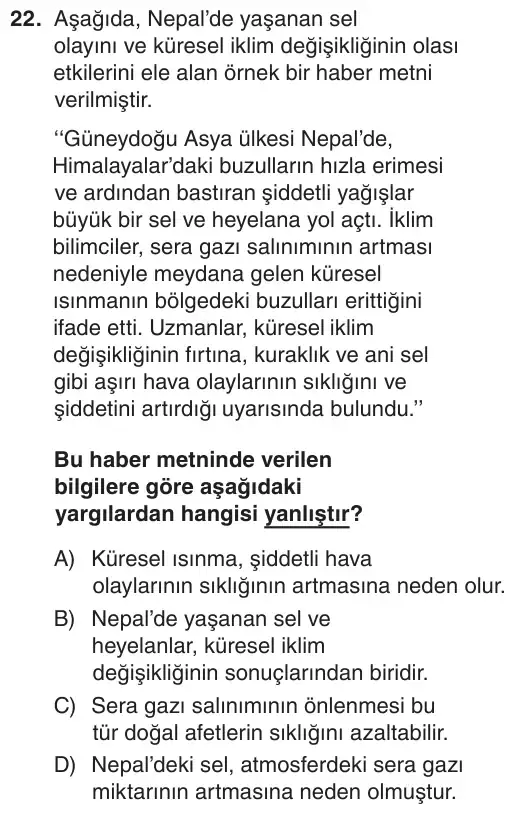 22. Aşağıda, Nepal’de yaşanan sel
olayını ve küresel iklim değişikliğinin olası
etkilerini ele alan örnek bir haber metni
verilmiştir.
‘‘Güneydoğu Asya ülkesi Nepal’de,
Himalayalar’daki buzulların hızla erimesi
ve ardından bastıran şiddetli yağışlar
büyük bir sel ve heyelana yol açtı. İklim
bilimciler, sera gazı salınımının artması
nedeniyle meydana gelen küresel
ısınmanın bölgedeki buzulları erittiğini
ifade etti. Uzmanlar, küresel iklim
değişikliğinin fırtına, kuraklık ve ani sel
gibi aşırı hava olaylarının sıklığını ve
şiddetini artırdığı uyarısında bulundu.’’
Bu haber metninde verilen
bilgilere göre aşağıdaki
yargılardan hangisi yanlıştır?
A) Küresel ısınma, şiddetli hava
olaylarının sıklığının artmasına neden olur.
B) Nepal’de yaşanan sel ve
heyelanlar, küresel iklim
değişikliğinin sonuçlarından biridir.
C) Sera gazı salınımının önlenmesi bu
tür doğal afetlerin sıklığını azaltabilir.
D) Nepal’deki sel, atmosferdeki sera gazı
miktarının artmasına neden olmuştur.